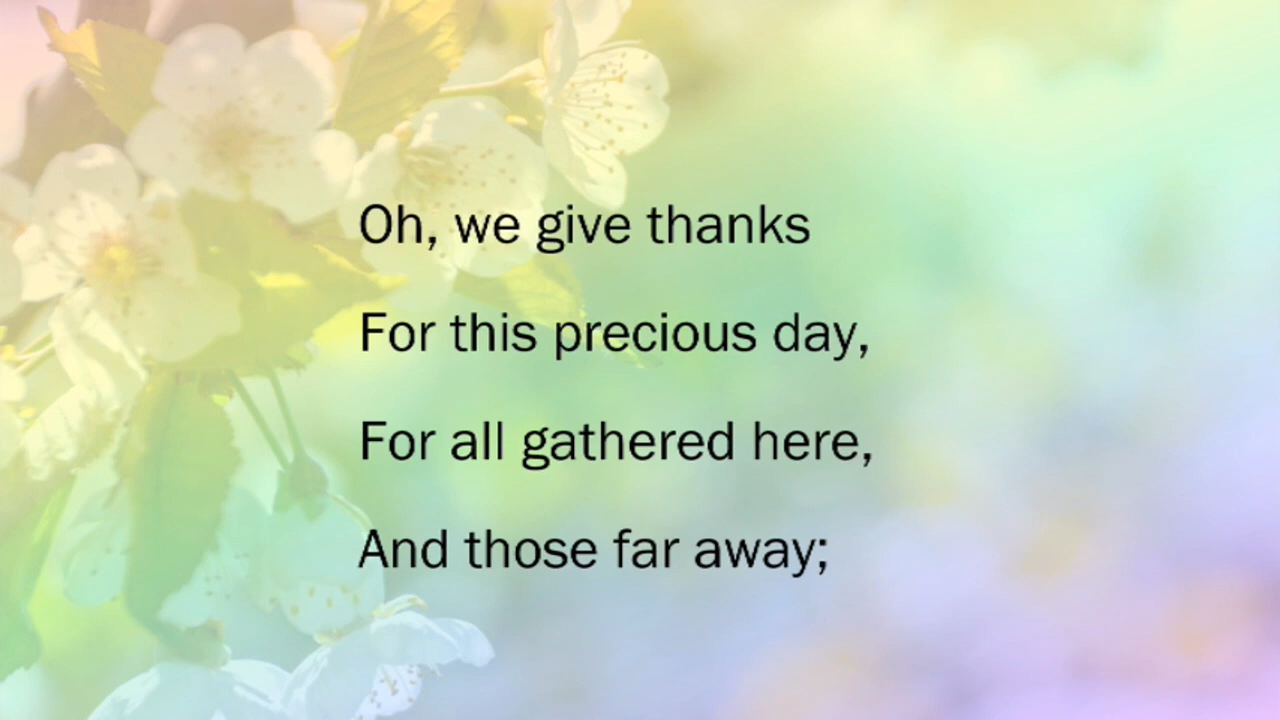 Oh, we give thanks
For this precious day,
For all gathered here,
And those far away;